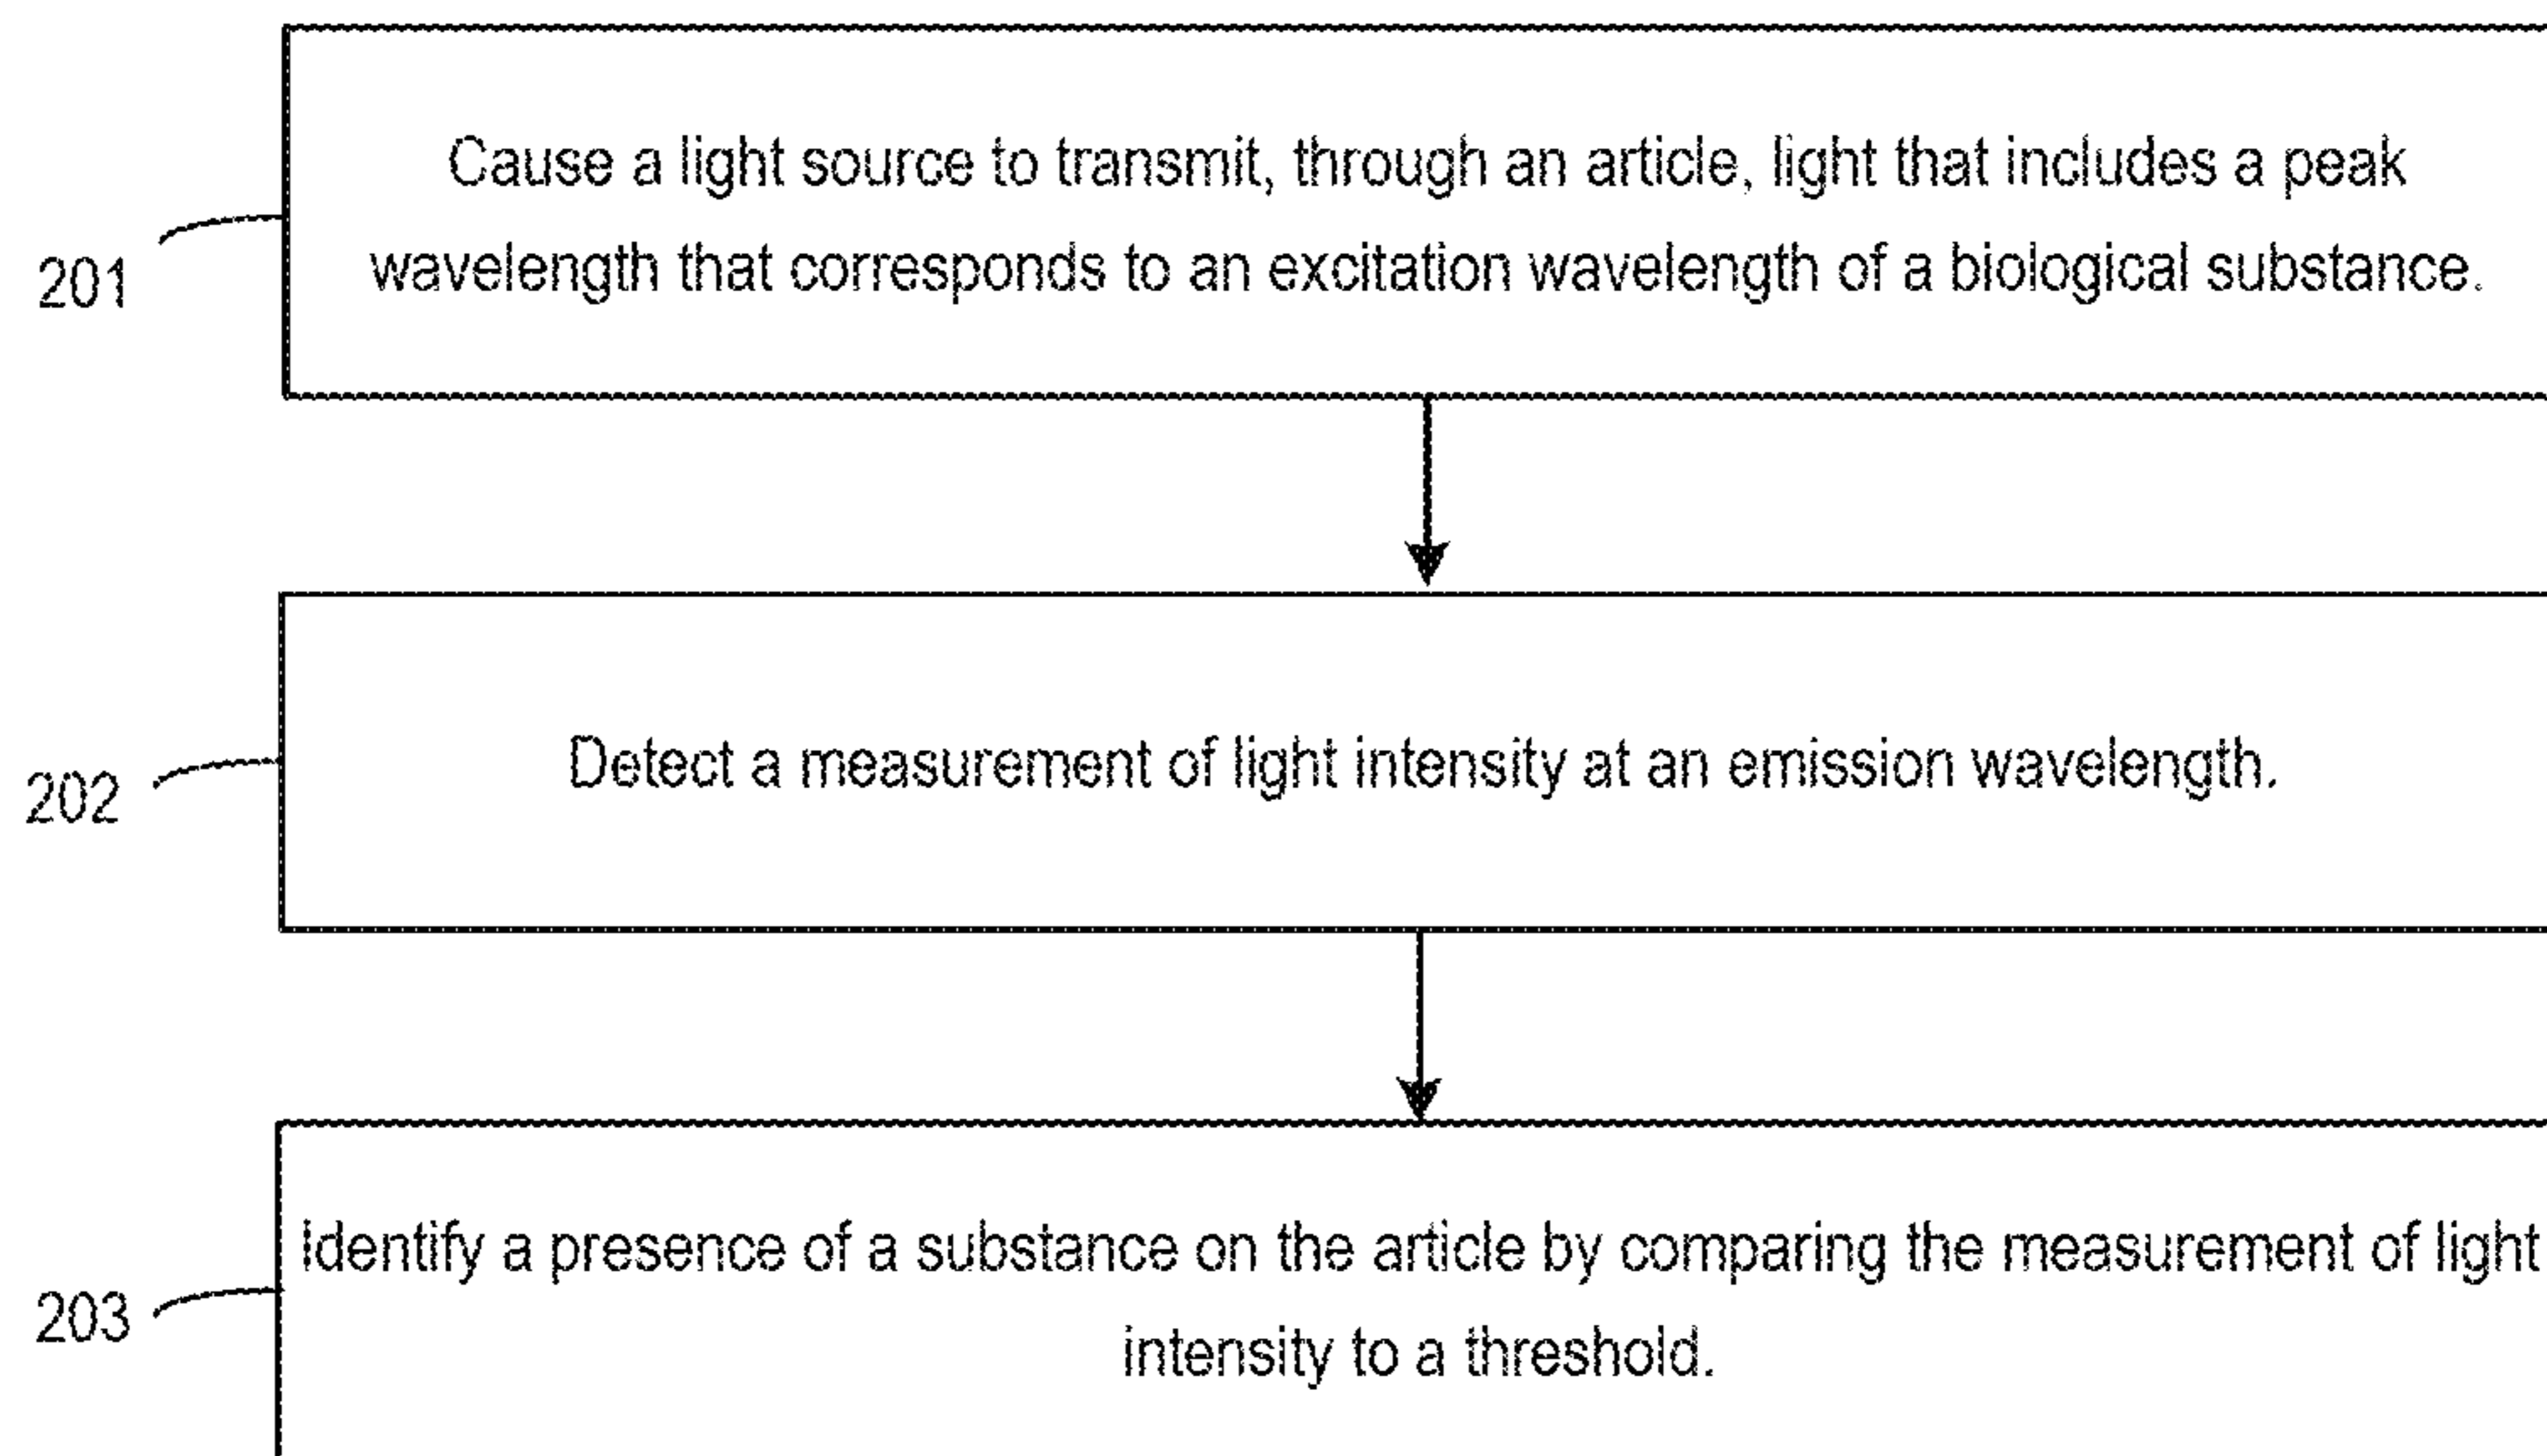 Cause a light source to transmit, through an article, light that includes a peak
wavelength that corresponds to an excitation wavelength of a biological substance.
201
Detect a measurement of light intensity at an emission wavelength.
202
Identify a presence of a substance on the article by comparing the measurement of light
intensity to a threshold.
203